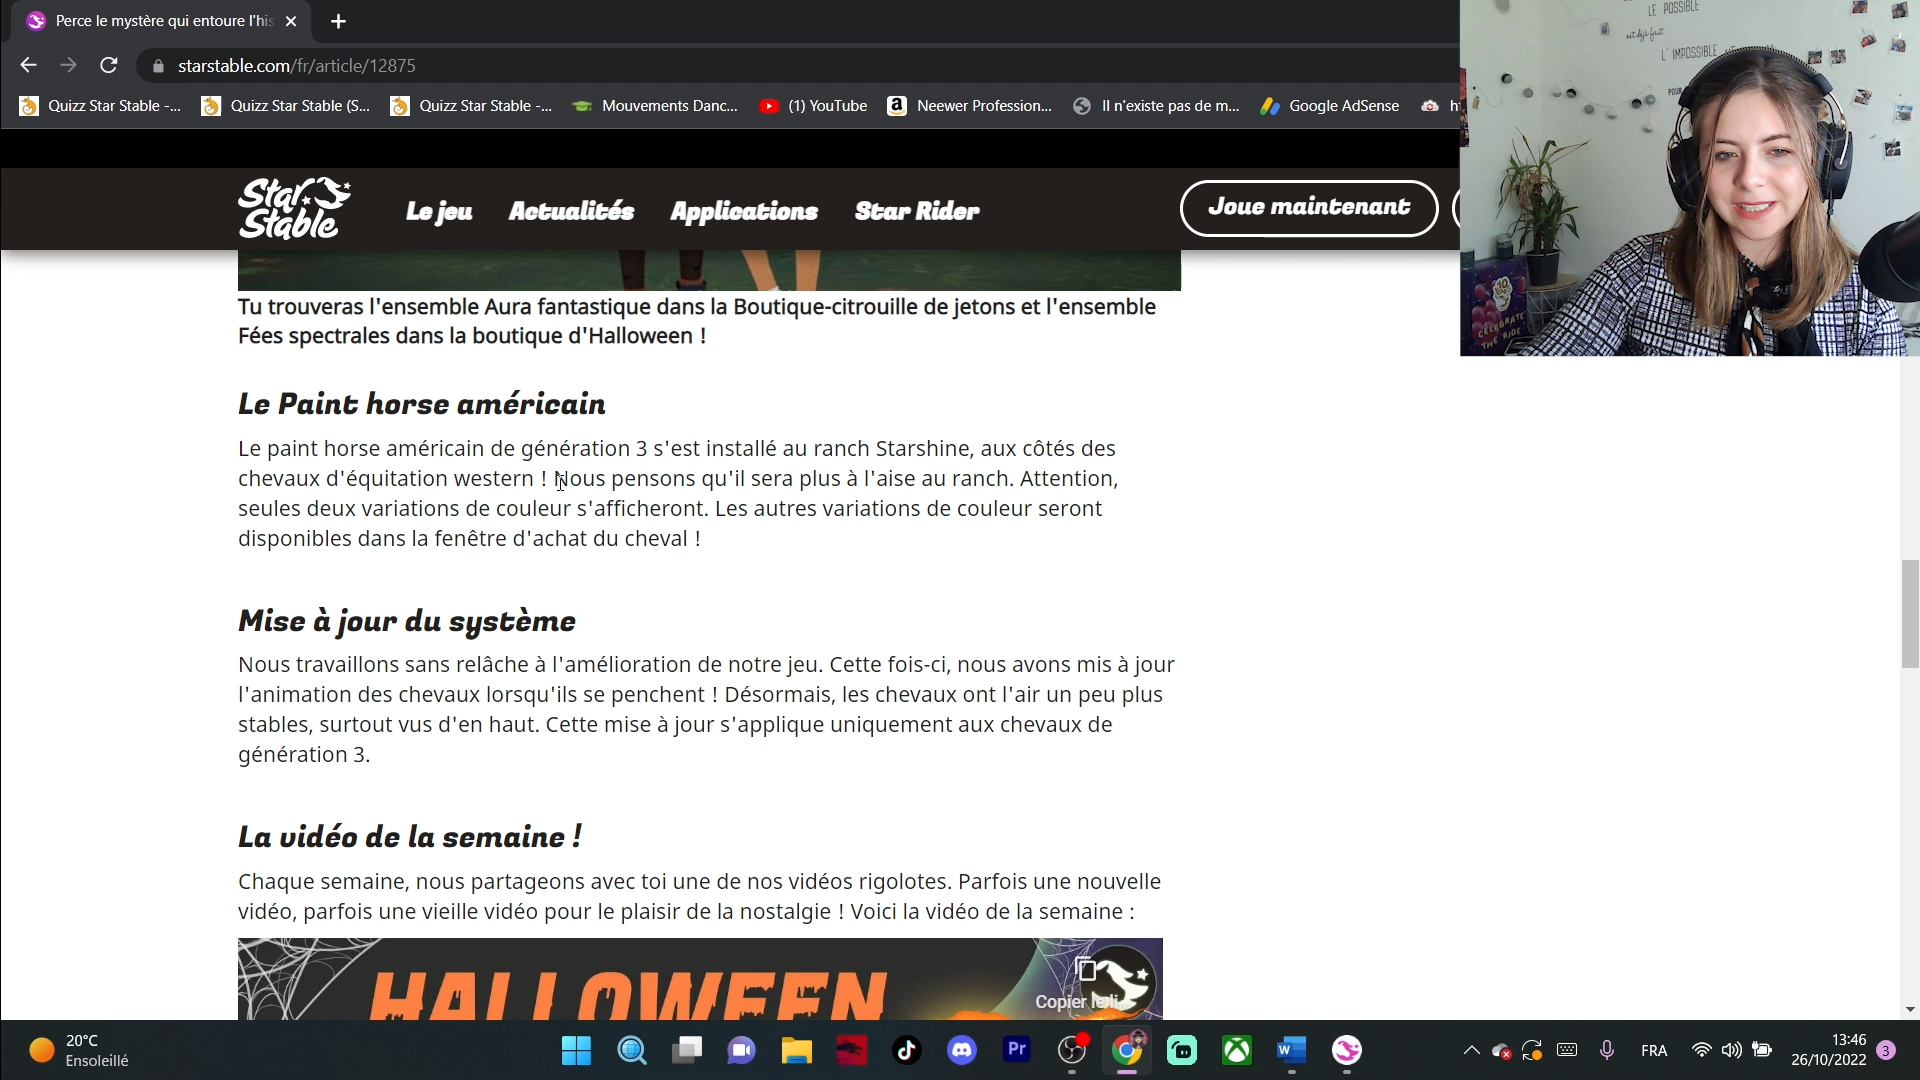 Perce le mystère qui entoure l'his
starstable.com/fr/article/12875
Quizz Star Stable -...
Quizz Star Stable (S...
Quizz Star Stable -...
Mouvements Danc...
(1) YouTube
Neewer Profession...
Il n'existe pas de m...
Google AdSense
LE POSSIBLE
est déjà fait
L'IMPOSSIBLE
CELEBRATE
THE RIDE
Star Stable
Le jeu
Actualités
Applications
Star Rider
Joue maintenant
Tu trouveras l'ensemble Aura fantastique dans la Boutique-citrouille de jetons et l'ensemble
Fées spectrales dans la boutique d'Halloween !
Le Paint horse américain
Le paint horse américain de génération 3 s'est installé au ranch Starshine, aux côtés des
chevaux d'équitation western ! Nous pensons qu'il sera plus à l'aise au ranch. Attention,
seules deux variations de couleur s'afficheront. Les autres variations de couleur seront
disponibles dans la fenêtre d'achat du cheval !
Mise à jour du système
Nous travaillons sans relâche à l'amélioration de notre jeu. Cette fois-ci, nous avons mis à jour
l'animation des chevaux lorsqu'ils se penchent ! Désormais, les chevaux ont l'air un peu plus
stables, surtout vus d'en haut. Cette mise à jour s'applique uniquement aux chevaux de
génération 3.
La vidéo de la semaine !
Chaque semaine, nous partageons avec toi une de nos vidéos rigolotes. Parfois une nouvelle
vidéo, parfois une vieille vidéo pour le plaisir de la nostalgie ! Voici la vidéo de la semaine :
HALLOWEEN
Copier le li...
20°C
Ensoleillé
Pr
FRA
13:46
26/10/2022
3